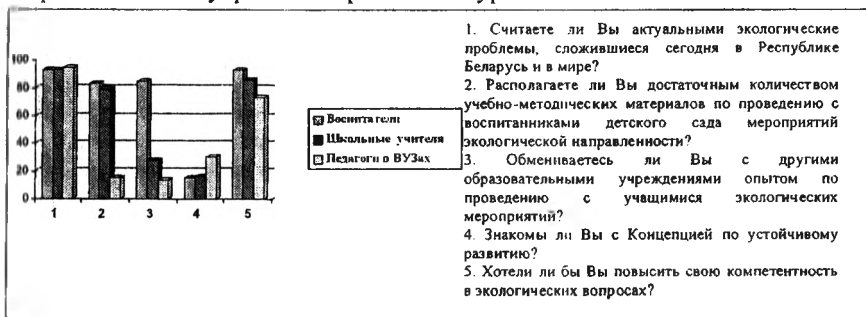 100
80
60
40
20
0
1 2 3 4 5
Воспитатели
Школьные учителя
Педагоги в ВУЗах
1. Считаете ли Вы актуальными экологические
проблемы, сложившиеся сегодня в Республике
Беларусь и в мире?
2. Располагаете ли Вы достаточным количеством
учебно-методических материалов по проведению с
воспитанниками детского сада мероприятий
экологической направленности?
3. Обмениваетесь ли Вы с другими
образовательными учреждениями опытом по
проведению с учащимися экологических
мероприятий?
4. Знакомы ли Вы с Концепцией по устойчивому
развитию?
5. Хотели ли бы Вы повысить свою компетентность
в экологических вопросах?